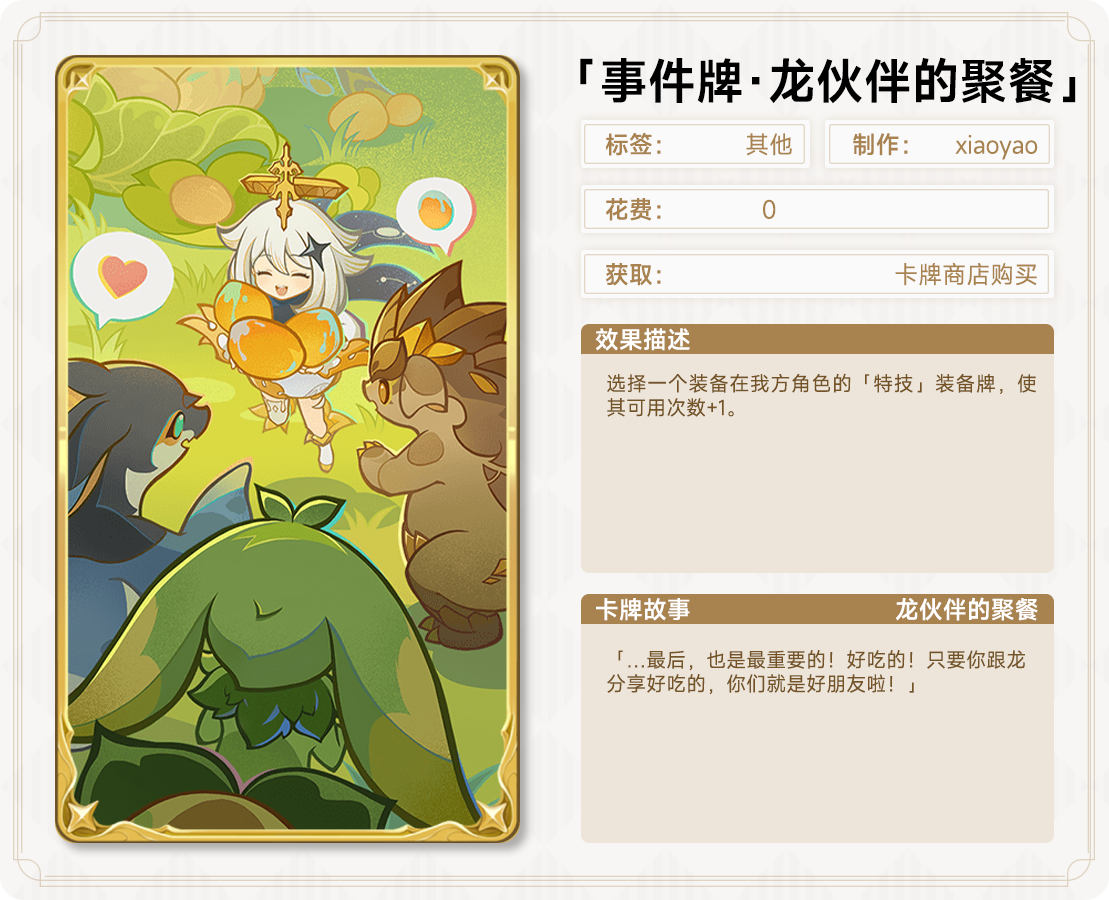 「事件牌·龙伙伴的聚餐」
标签： 其他 制作： xiaoyao
花费： 0
获取： 卡牌商店购买
效果描述
选择一个装备在我方角色的「特技」装备牌，使
其可用次数+1。
卡牌故事 龙伙伴的聚餐
「...最后，也是最重要的！好吃的！只要你跟龙
分享好吃的，你们就是好朋友啦！」